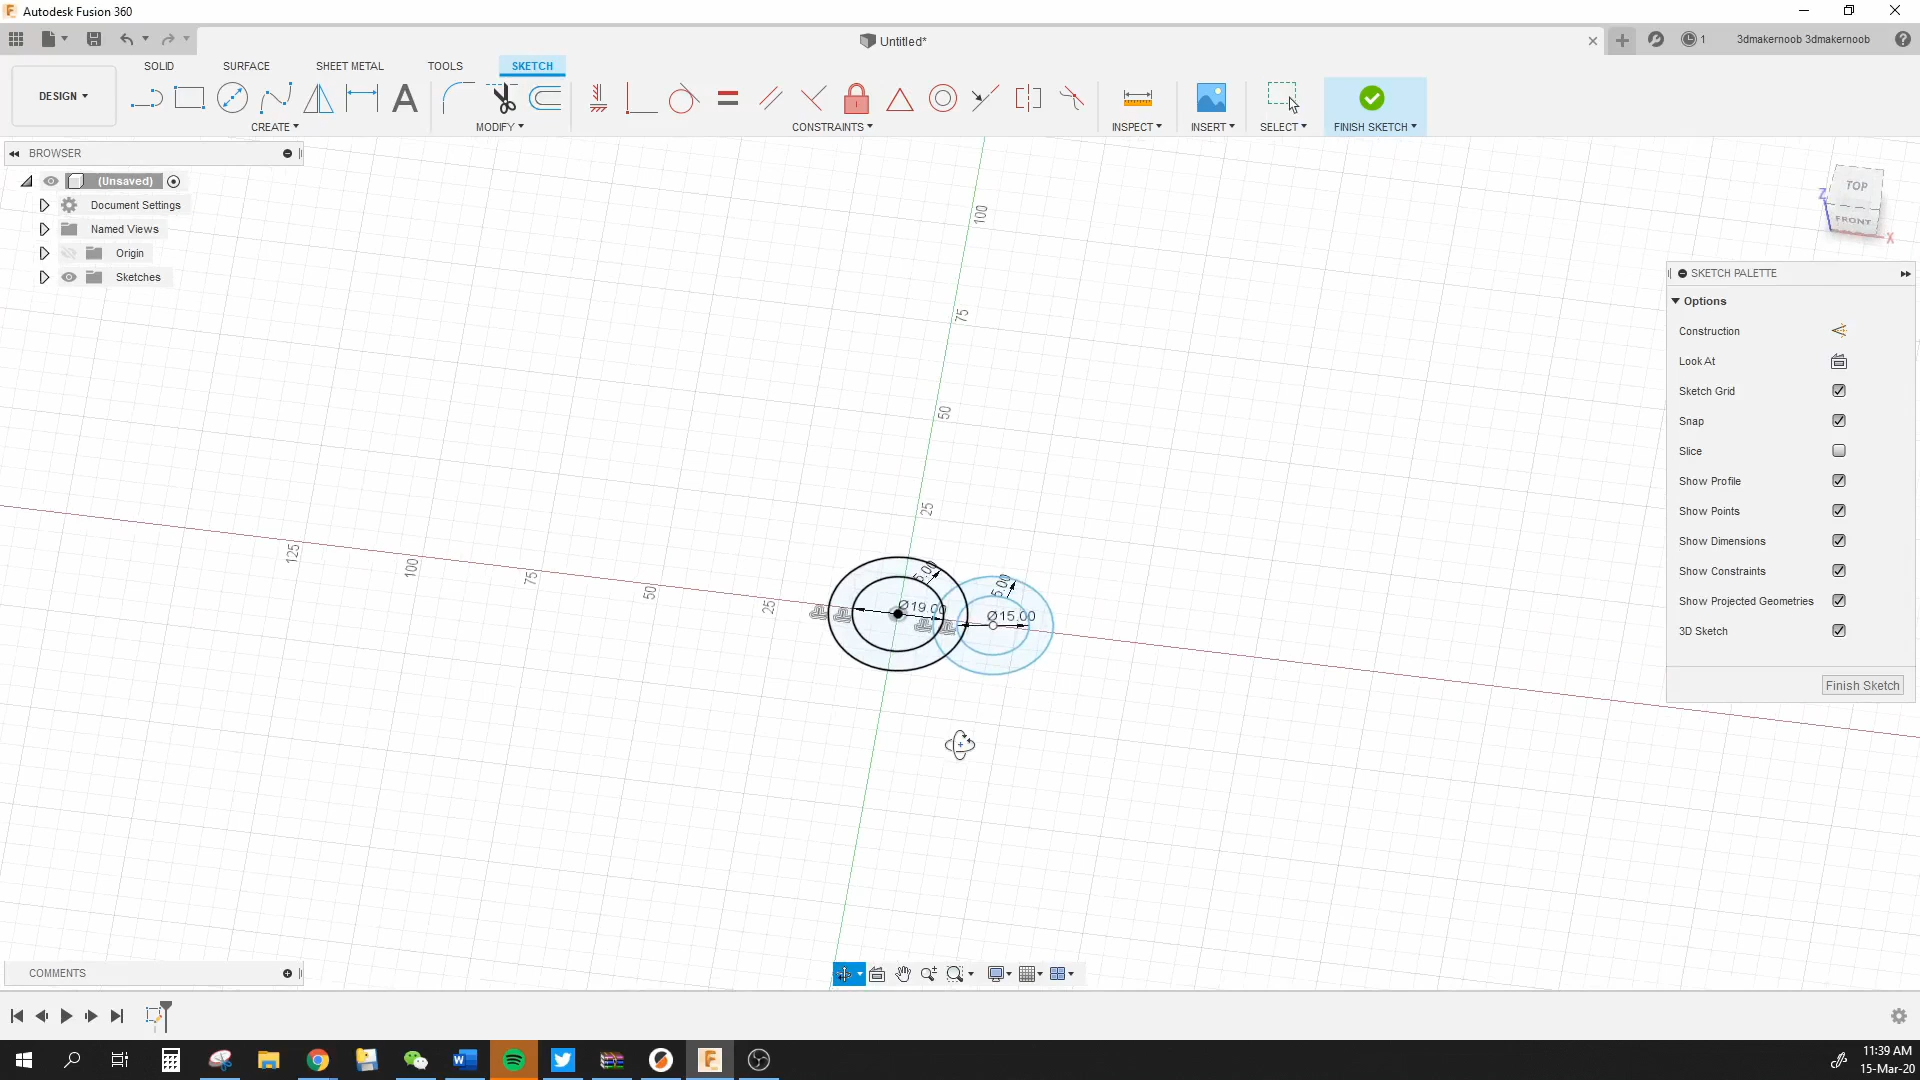 Autodesk Fusion 360
Untitled*
1
3dmakernoob 3dmakernoob
SOLID
SURFACE
SHEET METAL
TOOLS
SKETCH
DESIGN
CREATE
MODIFY
CONSTRAINTS
INSPECT
INSERT
SELECT
FINISH SKETCH
BROWSER
(Unsaved)
Document Settings
Named Views
Origin
Sketches
TOP
FRONT
Z
X
SKETCH PALETTE
Options
Construction
Look At
Sketch Grid
Snap
Slice
Show Profile
Show Points
Show Dimensions
Show Constraints
Show Projected Geometries
3D Sketch
Finish Sketch
100
75
50
25
125
100
75
50
25
5.00
Ø19.00
5.00
Ø15.00
COMMENTS
11:39 AM
15-Mar-20